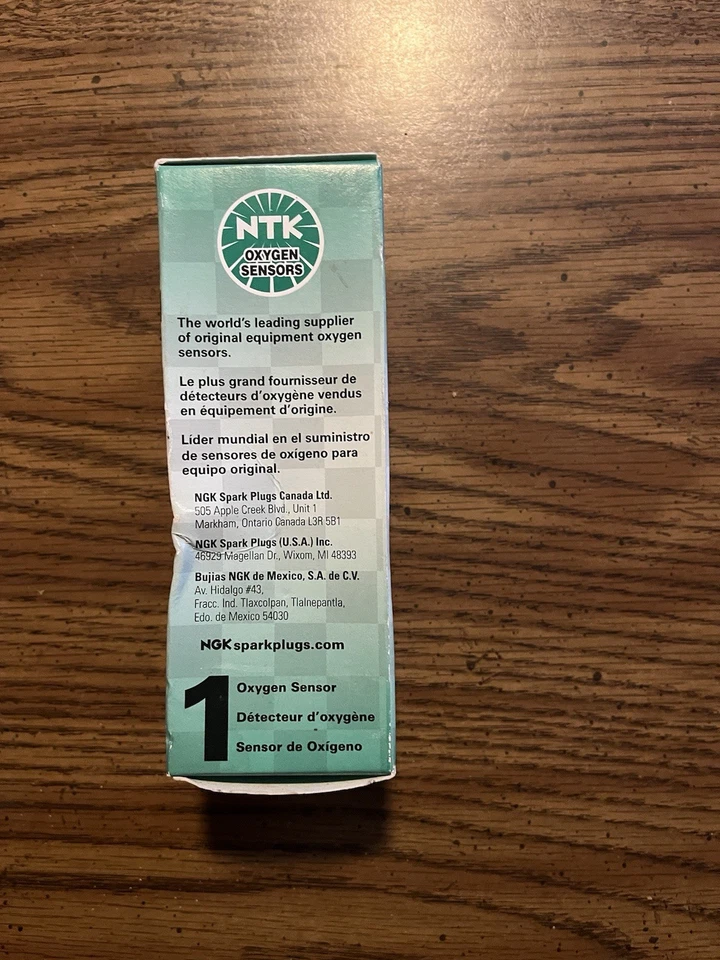 NTK
OXYGEN
SENSORS
The world's leading supplier
of original equipment oxygen
sensors.
Le plus grand fournisseur de
détecteurs d'oxygène vendus
en équipement d'origine.
Líder mundial en el suministro
de sensores de oxígeno para
equipo original.
NGK Spark Plugs Canada Ltd.
505 Apple Creek Blvd., Unit 1
Markham, Ontario Canada L3R 5B1
NGK Spark Plugs (U.S.A.) Inc.
46929 Magellan Dr., Wixom, MI 48393
Bujias NGK de Mexico, S.A. de C.V.
Av. Hidalgo #43,
Fracc. Ind. Tlaxcolpan, Tlalnepantla,
Edo. de Mexico 54030
NGKsparkplugs.com
1
Oxygen Sensor
Détecteur d'oxygène
Sensor de Oxígeno